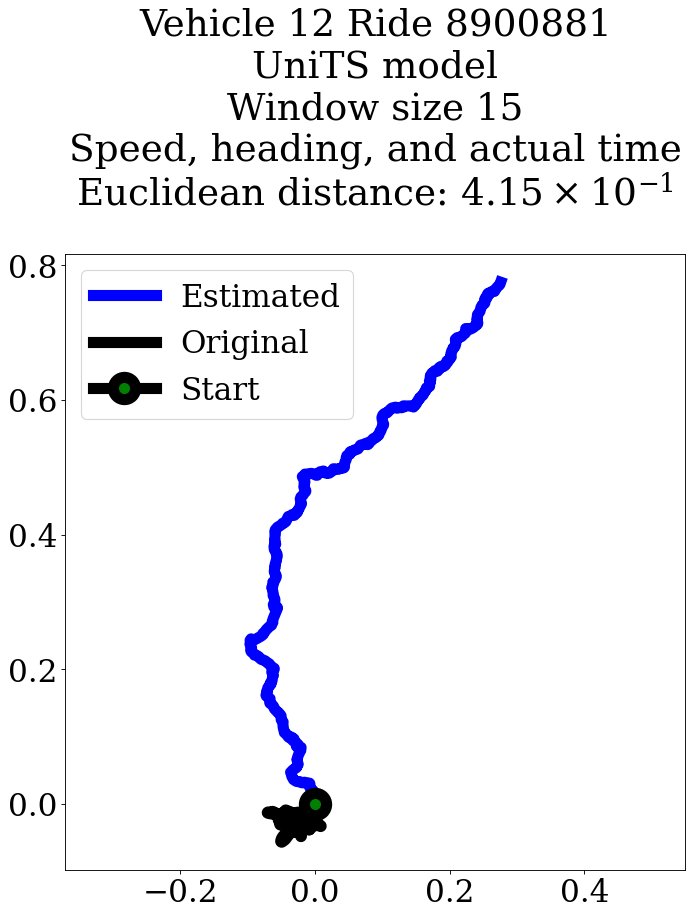 Vehicle 12 Ride 8900881
UniTS model
Window size 15
Speed, heading, and actual time
Euclidean distance: 4.15 × 10⁻¹
Estimated
Original
Start
0.8
0.6
0.4
0.2
0.0
−0.2 0.0 0.2 0.4